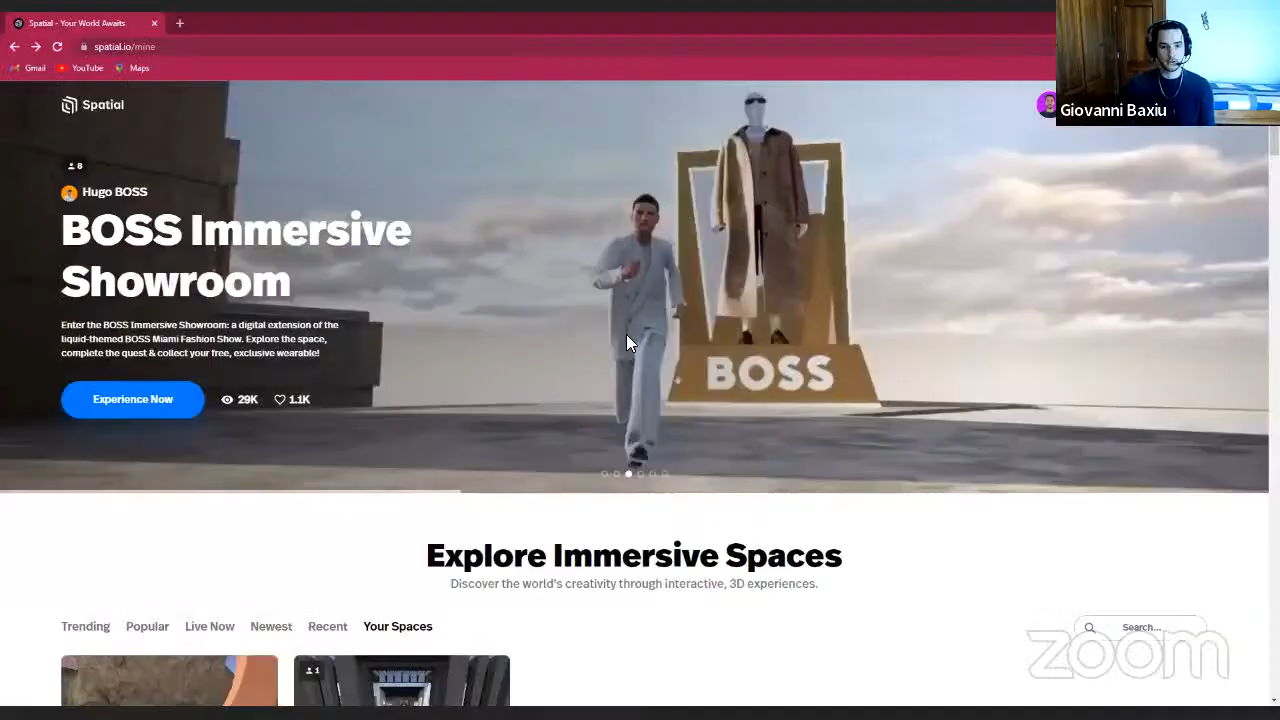 Spatial - Your World Awaits
spatial.io/mine
Gmail
YouTube
Maps
Giovanni Baxiu
Spatial
8
Hugo BOSS
BOSS Immersive
Showroom
Enter the BOSS Immersive Showroom: a digital extension of the
liquid-themed BOSS Miami Fashion Show. Explore the space,
complete the quest & collect your free, exclusive wearable!
Experience Now
29K
1.1K
BOSS
Explore Immersive Spaces
Discover the world's creativity through interactive, 3D experiences.
Trending
Popular
Live Now
Newest
Recent
Your Spaces
Search...
zoom
1